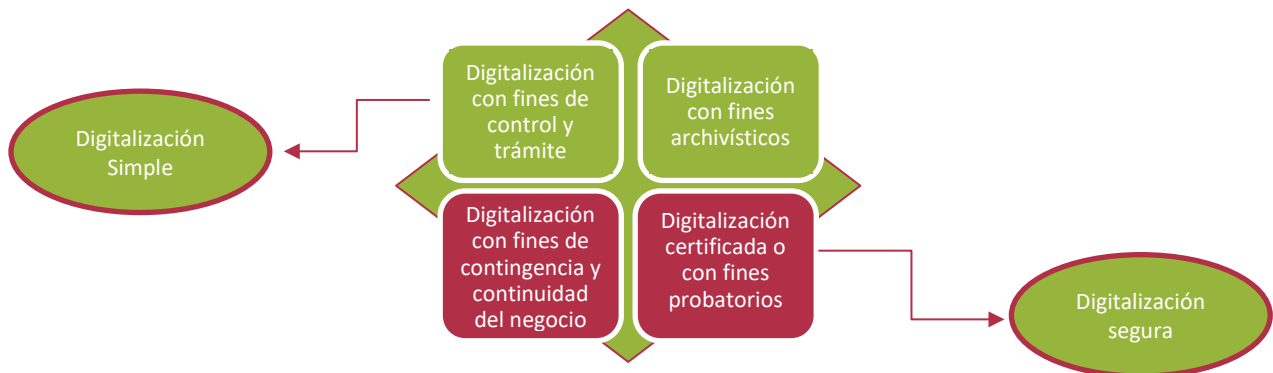 Digitalización
Simple
Digitalización
con fines de
control y
trámite
Digitalización
con fines
archivísticos
Digitalización
con fines de
contingencia y
continuidad
del negocio
Digitalización
certificada o
con fines
probatorios
Digitalización
segura